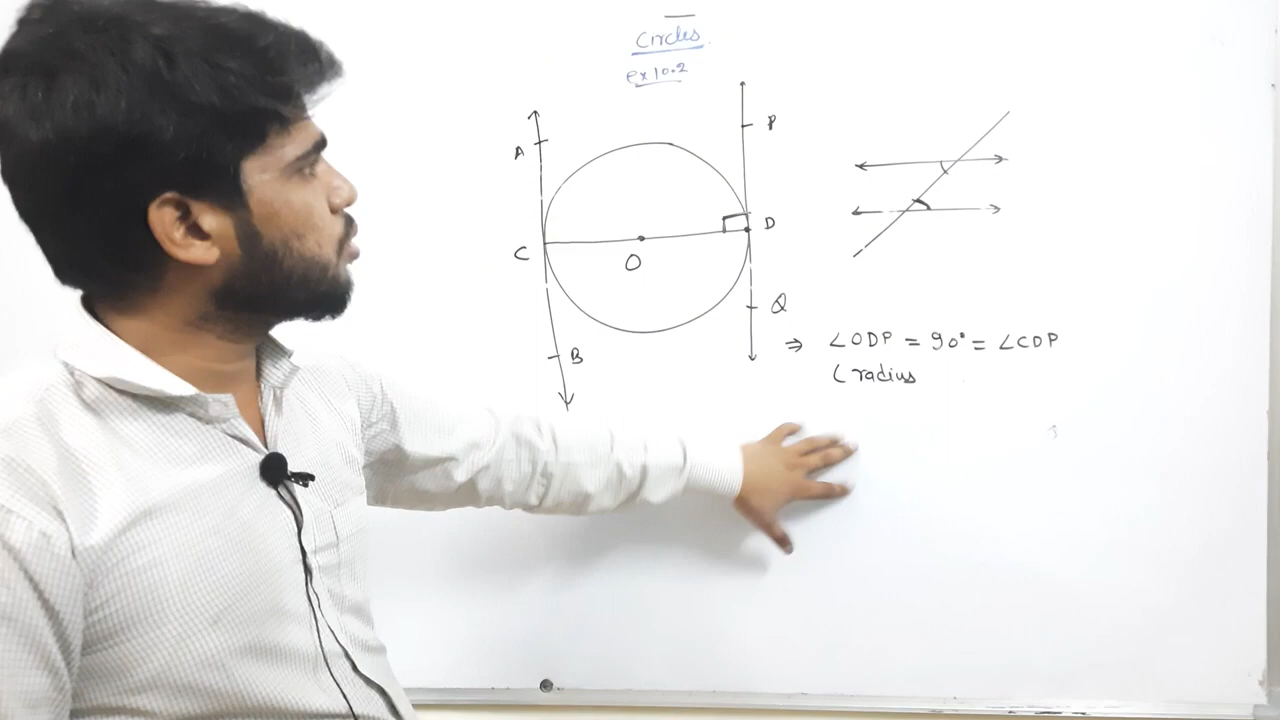 Circles
ex 10.2
A
P
D
C
O
Q
B
⇒ ∠ODP = 90° = ∠CDP
(radius